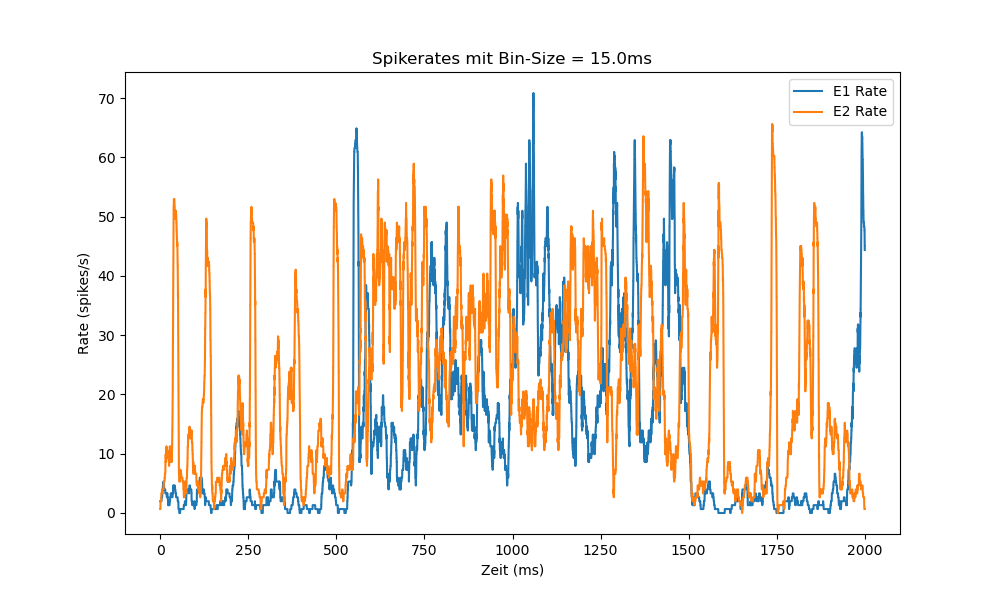 Spikerates mit Bin-Size = 15.0ms
E1 Rate
E2 Rate
70
60
50
40
30
20
10
0
Rate (spikes/s)
0 250 500 750 1000 1250 1500 1750 2000
Zeit (ms)